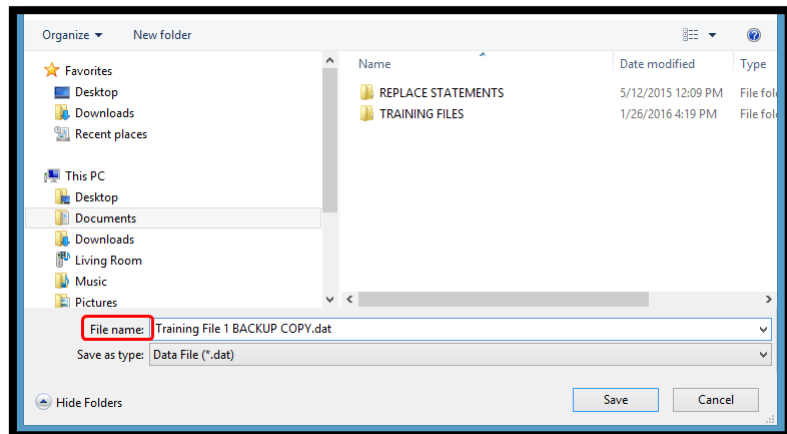 Organize New folder
Name Date modified Type
Favorites
Desktop
Downloads
Recent places
This PC
Desktop
Documents
Downloads
Living Room
Music
Pictures
REPLACE STATEMENTS 5/12/2015 12:09 PM File fol
TRAINING FILES 1/26/2016 4:19 PM File fol
File name: Training File 1 BACKUP COPY.dat
Save as type: Data File (*.dat)
Hide Folders Save Cancel